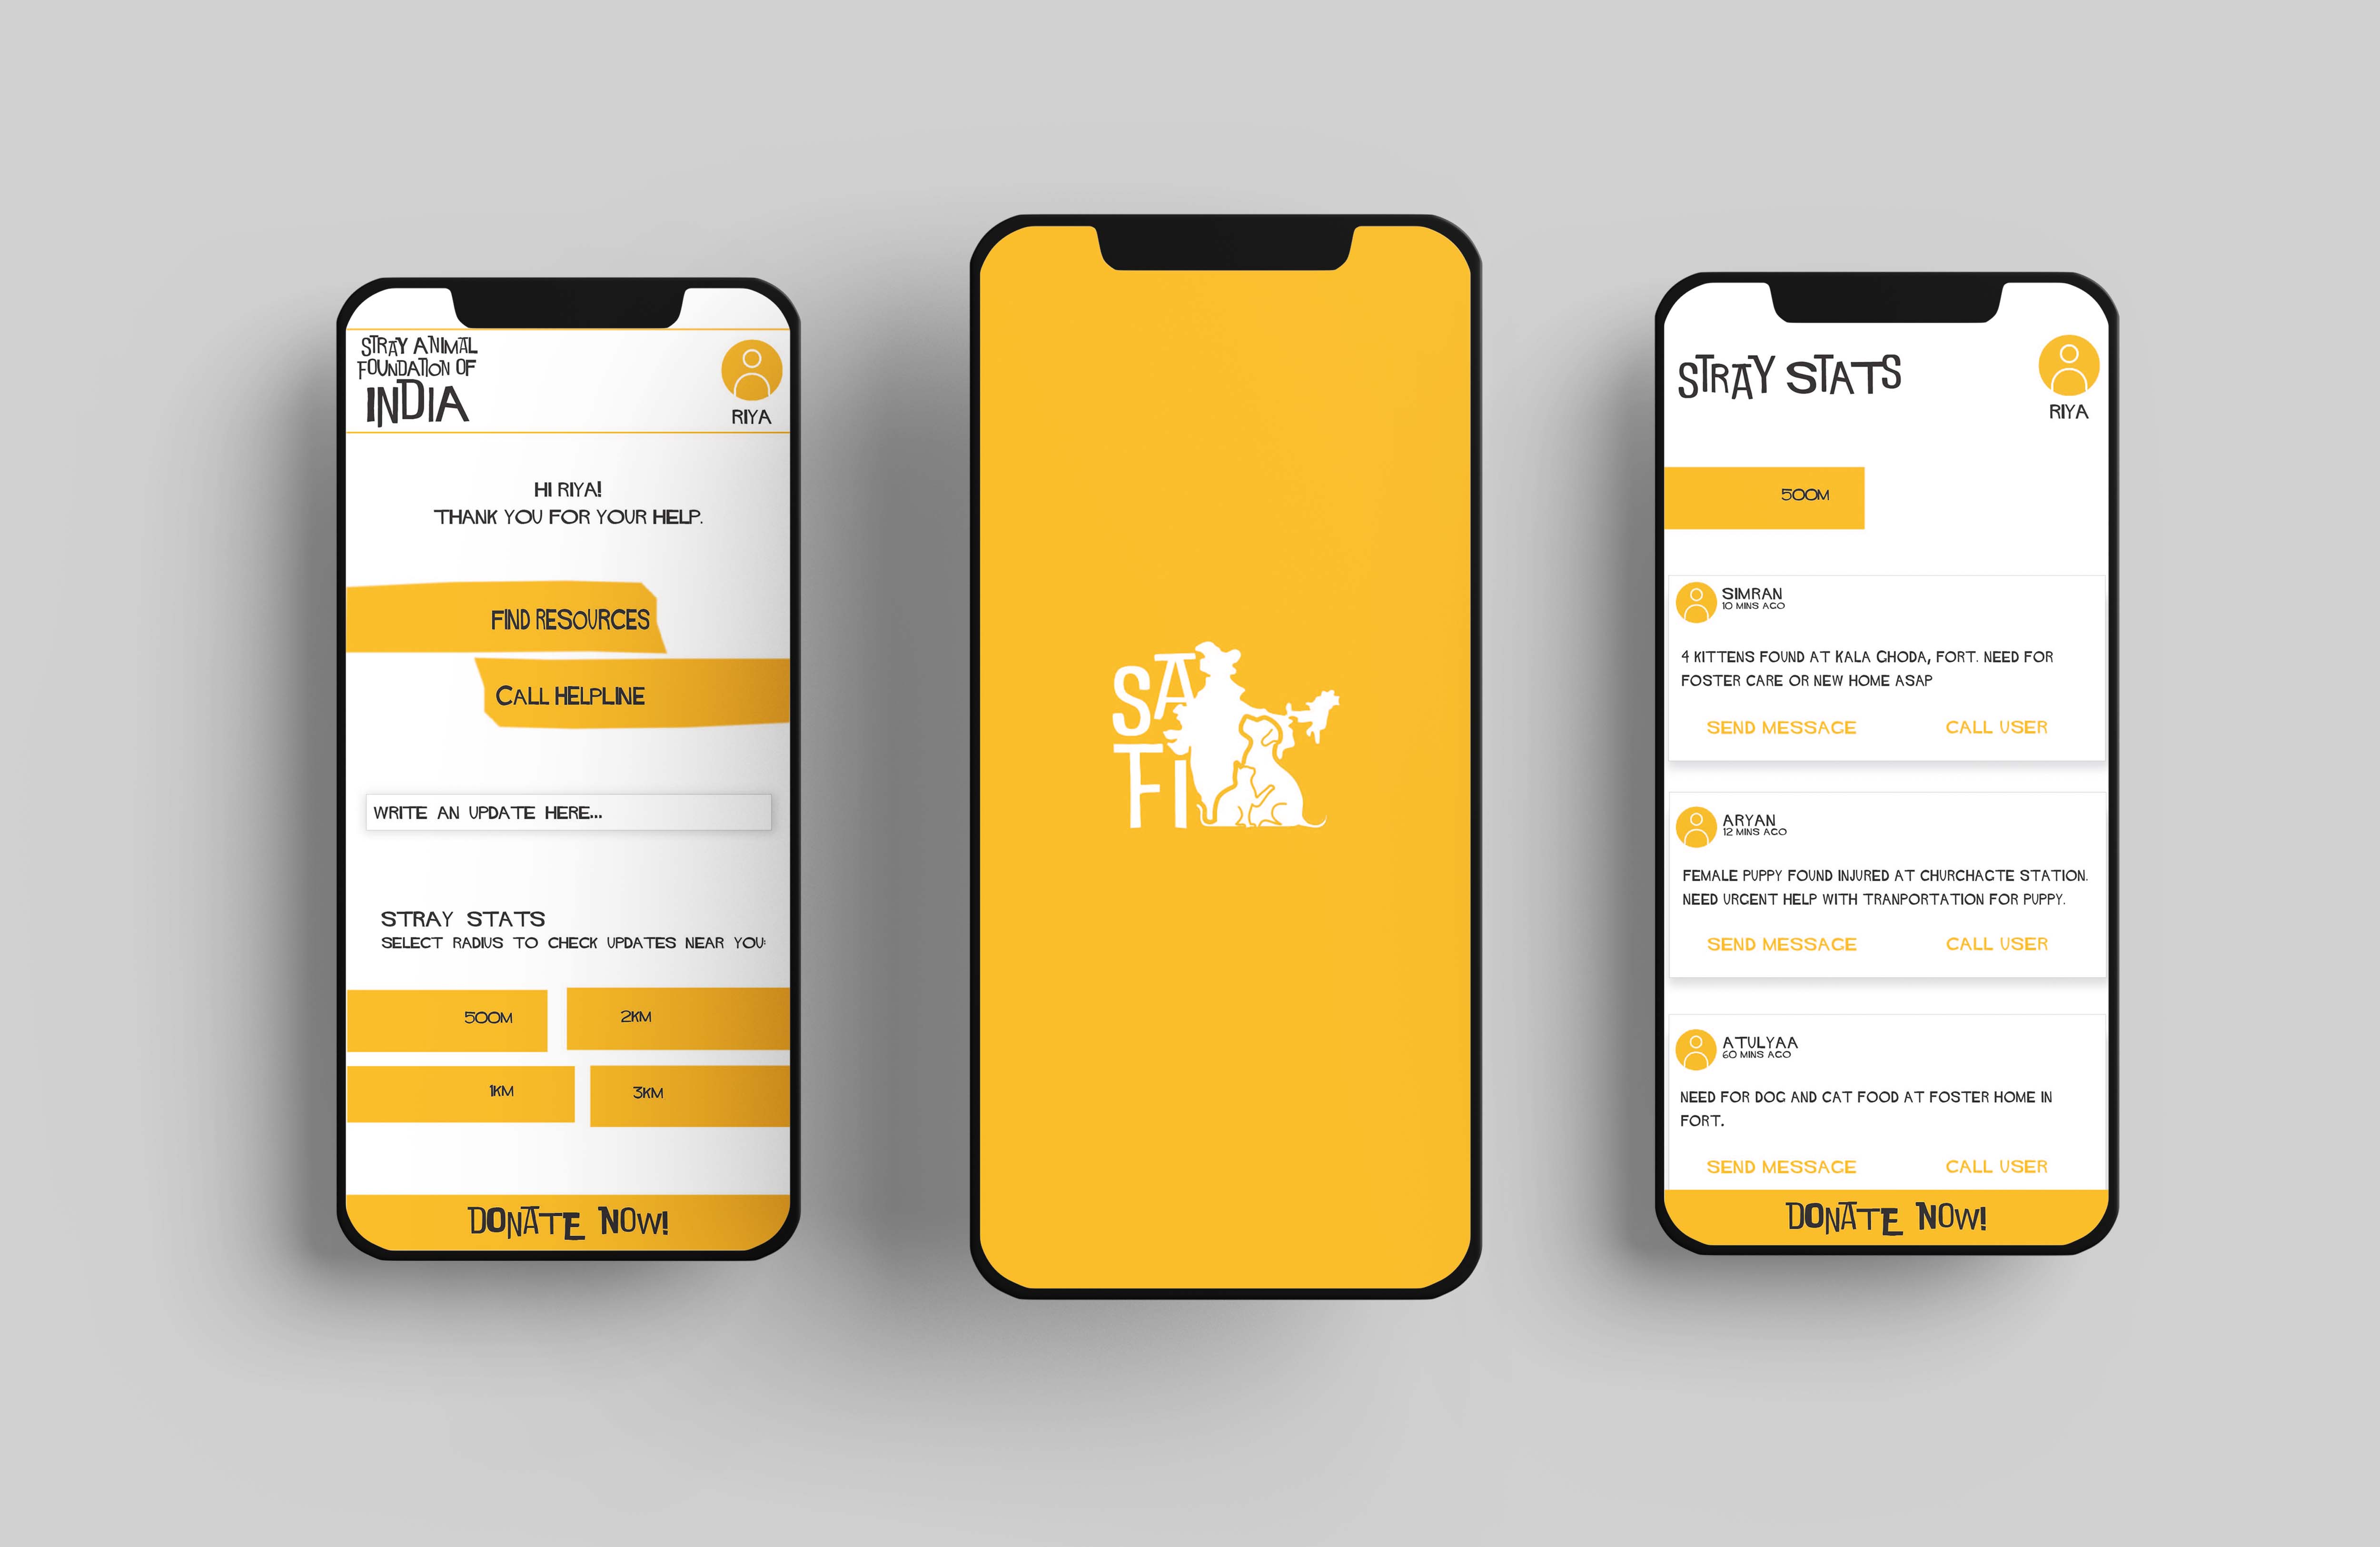 STRAY ANIMAL
FOUNDATION OF
INDIA
RIYA
HI RIYA!
THANK YOU FOR YOUR HELP.
FIND RESOURCES
CALL HELPLINE
WRITE AN UPDATE HERE...
STRAY STATS
SELECT RADIUS TO CHECK UPDATES NEAR YOU:
500M
2KM
1KM
3KM
DONATE NOW!
SA
FI
STRAY STATS
RIYA
500M
SIMRAN
10 MINS AGO
4 KITTENS FOUND AT KALA GHODA, FORT. NEED FOR
FOSTER CARE OR NEW HOME ASAP
SEND MESSAGE
CALL USER
ARYAN
12 MINS AGO
FEMALE PUPPY FOUND INJURED AT CHURCHAGTE STATION.
NEED URGENT HELP WITH TRANPORTATION FOR PUPPY.
SEND MESSAGE
CALL USER
ATULYAA
60 MINS AGO
NEED FOR DOG AND CAT FOOD AT FOSTER HOME IN
FORT.
SEND MESSAGE
CALL USER
DONATE NOW!